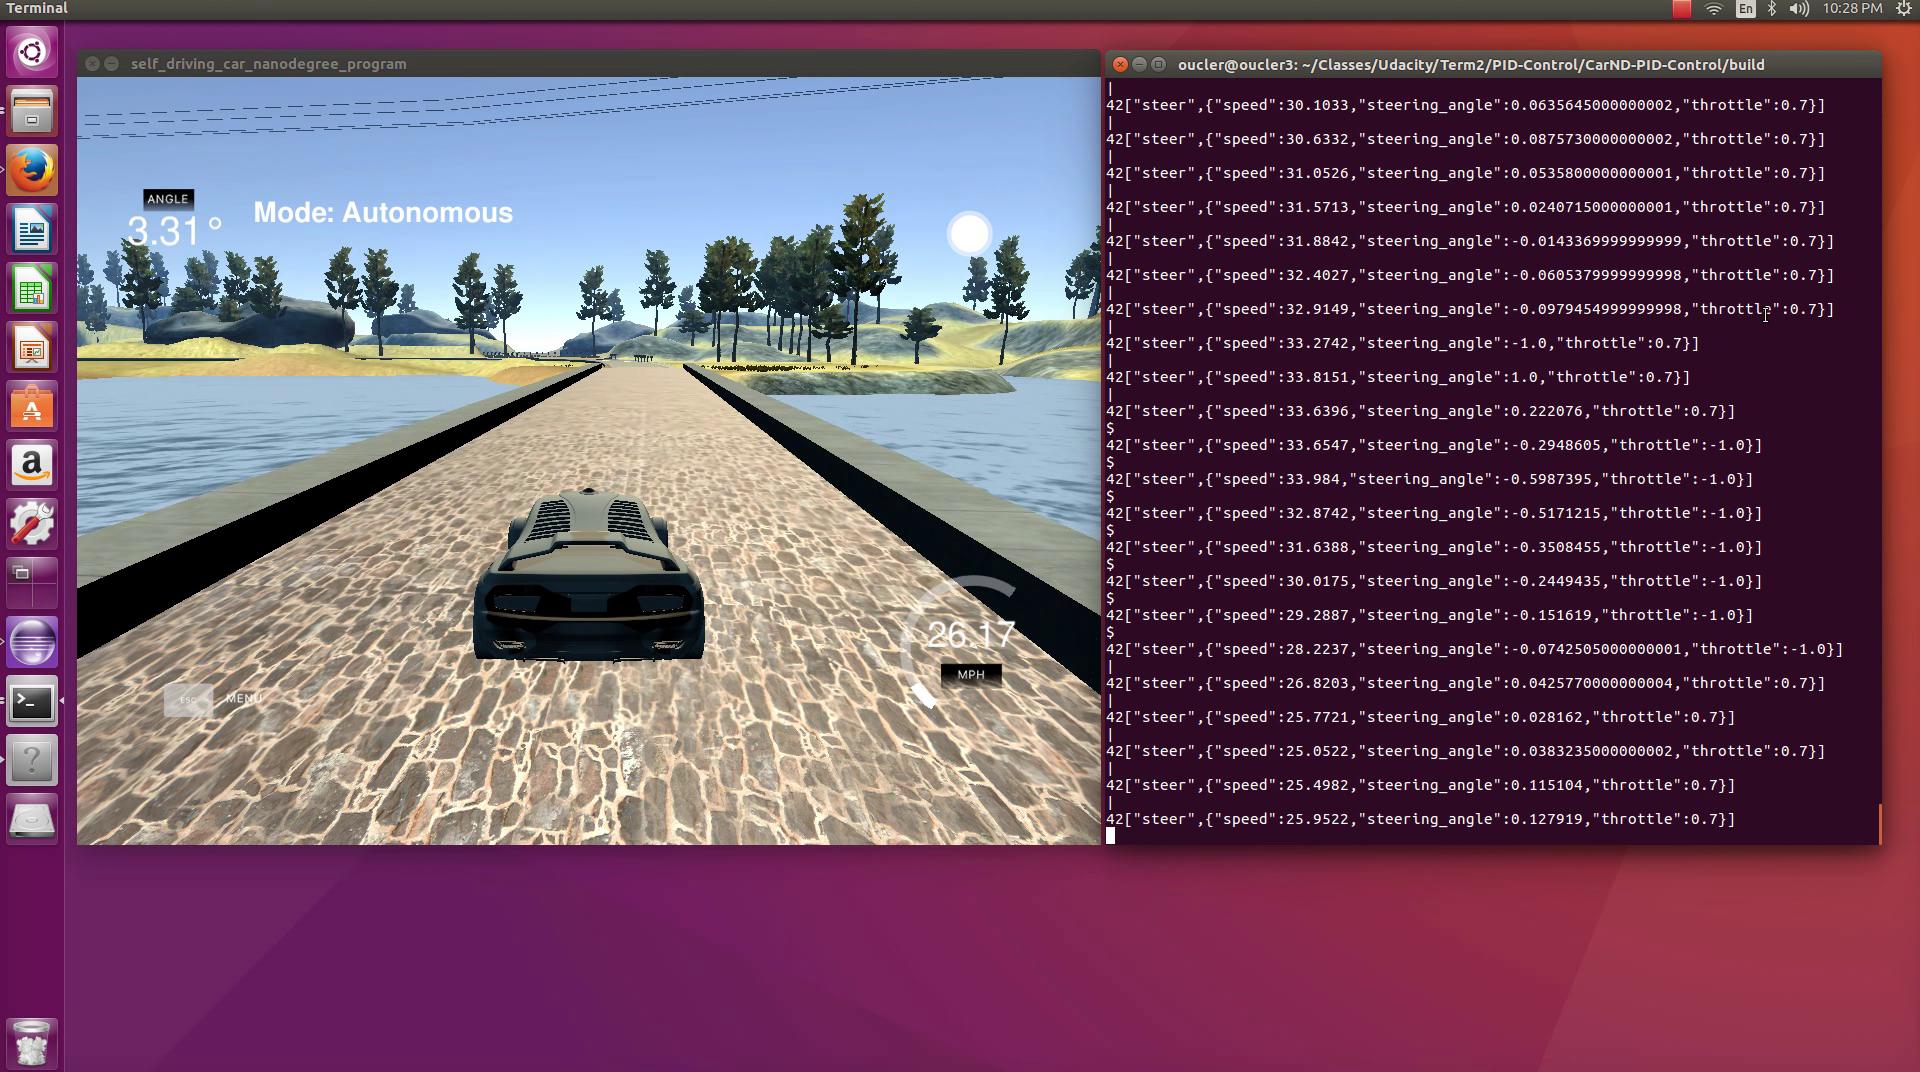 Terminal
En
10:28 PM
self_driving_car_nanodegree_program
ANGLE
3.31°
Mode: Autonomous
26.17
MPH
ESC
MENU
oucler@oucler3: ~/Classes/Udacity/Term2/PID-Control/CarND-PID-Control/build
|
42["steer",{"speed":30.1033,"steering_angle":0.0635645000000002,"throttle":0.7}]
|
42["steer",{"speed":30.6332,"steering_angle":0.0875730000000002,"throttle":0.7}]
|
42["steer",{"speed":31.0526,"steering_angle":0.0535800000000001,"throttle":0.7}]
|
42["steer",{"speed":31.5713,"steering_angle":0.0240715000000001,"throttle":0.7}]
|
42["steer",{"speed":31.8842,"steering_angle":-0.0143369999999999,"throttle":0.7}]
|
42["steer",{"speed":32.4027,"steering_angle":-0.0605379999999998,"throttle":0.7}]
|
42["steer",{"speed":32.9149,"steering_angle":-0.0979454999999998,"throttle":0.7}]
|
42["steer",{"speed":33.2742,"steering_angle":-1.0,"throttle":0.7}]
|
42["steer",{"speed":33.8151,"steering_angle":1.0,"throttle":0.7}]
|
42["steer",{"speed":33.6396,"steering_angle":0.222076,"throttle":0.7}]
$
42["steer",{"speed":33.6547,"steering_angle":-0.2948605,"throttle":-1.0}]
$
42["steer",{"speed":33.984,"steering_angle":-0.5987395,"throttle":-1.0}]
$
42["steer",{"speed":32.8742,"steering_angle":-0.5171215,"throttle":-1.0}]
$
42["steer",{"speed":31.6388,"steering_angle":-0.3508455,"throttle":-1.0}]
$
42["steer",{"speed":30.0175,"steering_angle":-0.2449435,"throttle":-1.0}]
$
42["steer",{"speed":29.2887,"steering_angle":-0.151619,"throttle":-1.0}]
$
42["steer",{"speed":28.2237,"steering_angle":-0.0742505000000001,"throttle":-1.0}]
|
42["steer",{"speed":26.8203,"steering_angle":0.0425770000000004,"throttle":0.7}]
|
42["steer",{"speed":25.7721,"steering_angle":0.028162,"throttle":0.7}]
|
42["steer",{"speed":25.0522,"steering_angle":0.0383235000000002,"throttle":0.7}]
|
42["steer",{"speed":25.4982,"steering_angle":0.115104,"throttle":0.7}]
|
42["steer",{"speed":25.9522,"steering_angle":0.127919,"throttle":0.7}]